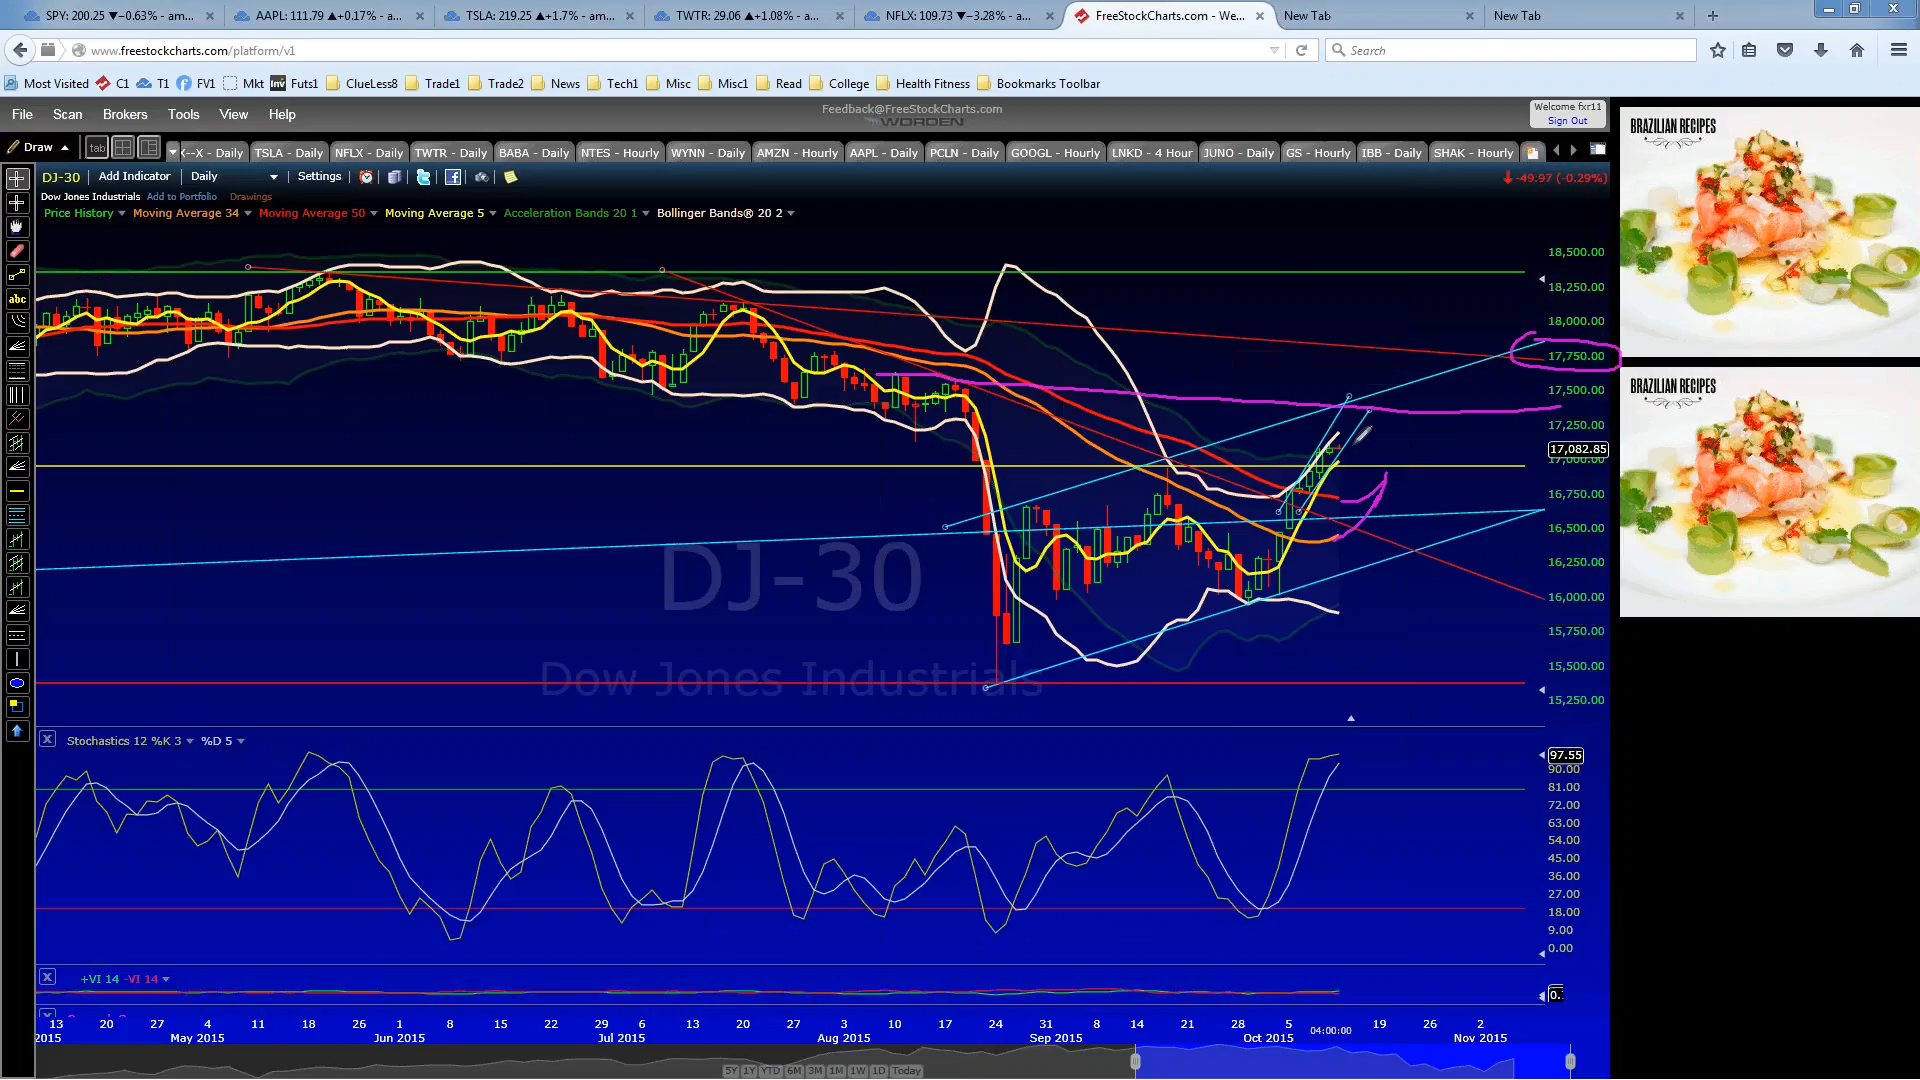 SPY: 200.25 ▼−0.63% - am...
AAPL: 111.79 ▲+0.17% - a...
TSLA: 219.25 ▲+1.7% - am...
TWTR: 29.06 ▲+1.08% - a...
NFLX: 109.73 ▼−3.28% - a...
FreeStockCharts.com - We...
New Tab
New Tab
www.freestockcharts.com/platform/v1
Search
Most Visited C1 T1 FV1 Mkt Futs1 ClueLess8 Trade1 Trade2 News Tech1 Misc Misc1 Read College Health Fitness Bookmarks Toolbar
File Scan Brokers Tools View Help
Feedback@FreeStockCharts.com
WORDEN
Welcome fxr11
Sign Out
Draw
tab
X--X - Daily TSLA - Daily NFLX - Daily TWTR - Daily BABA - Daily NTES - Hourly WYNN - Daily AMZN - Hourly AAPL - Daily PCLN - Daily GOOGL - Hourly LNKD - 4 Hour JUNO - Daily GS - Hourly IBB - Daily SHAK - Hourly
DJ-30 Add Indicator Daily Settings
-49.97 (-0.29%)
Dow Jones Industrials Add to Portfolio Drawings
Price History Moving Average 34 Moving Average 50 Moving Average 5 Acceleration Bands 20 1 Bollinger Bands® 20 2
abc
18,500.00
18,250.00
18,000.00
17,750.00
17,500.00
17,250.00
17,082.85
17,000.00
16,750.00
16,500.00
16,250.00
16,000.00
15,750.00
15,500.00
15,250.00
DJ-30
Dow Jones Industrials
X Stochastics 12 %K 3 %D 5
97.55
90.00
81.00
72.00
63.00
54.00
45.00
36.00
27.00
18.00
9.00
0.00
X +VI 14 -VI 14
0.
13 20 27 4 11 18 26 1 8 15 22 29 6 13 20 27 3 10 17 24 31 8 14 21 28 5 04:00:00 19 26 2
2015 May 2015 Jun 2015 Jul 2015 Aug 2015 Sep 2015 Oct 2015 Nov 2015
5Y 1Y YTD 6M 3M 1M 1W 1D Today
BRAZILIAN RECIPES
BRAZILIAN RECIPES